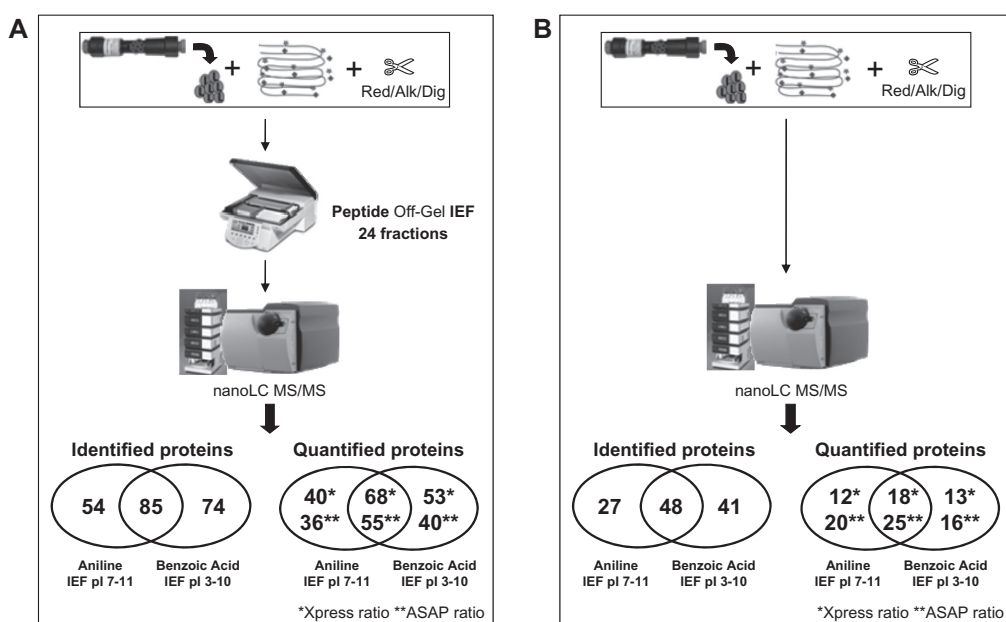 A
Red/Alk/Dig
Peptide Off-Gel IEF
24 fractions
nanoLC MS/MS
Identified proteins
Quantified proteins
54 85 74
40* 68* 53*
36** 55** 40**
Aniline
IEF pI 7-11
Benzoic Acid
IEF pI 3-10
Aniline
IEF pI 7-11
Benzoic Acid
IEF pI 3-10
*Xpress ratio **ASAP ratio
B
Red/Alk/Dig
nanoLC MS/MS
Identified proteins
Quantified proteins
27 48 41
12* 18* 13*
20** 25** 16**
Aniline
IEF pI 7-11
Benzoic Acid
IEF pI 3-10
Aniline
IEF pI 7-11
Benzoic Acid
IEF pI 3-10
*Xpress ratio **ASAP ratio